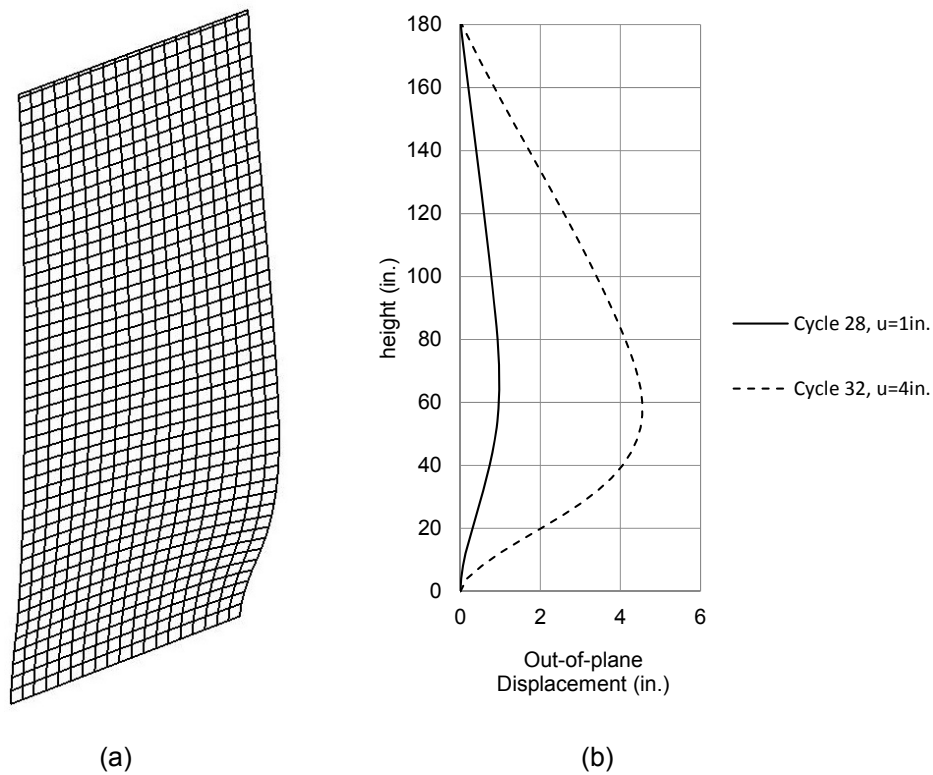 180
160
140
120
100
80
60
40
20
0
height (in.)
0 2 4 6
Out-of-plane
Displacement (in.)
Cycle 28, u=1in.
Cycle 32, u=4in.
(a)
(b)